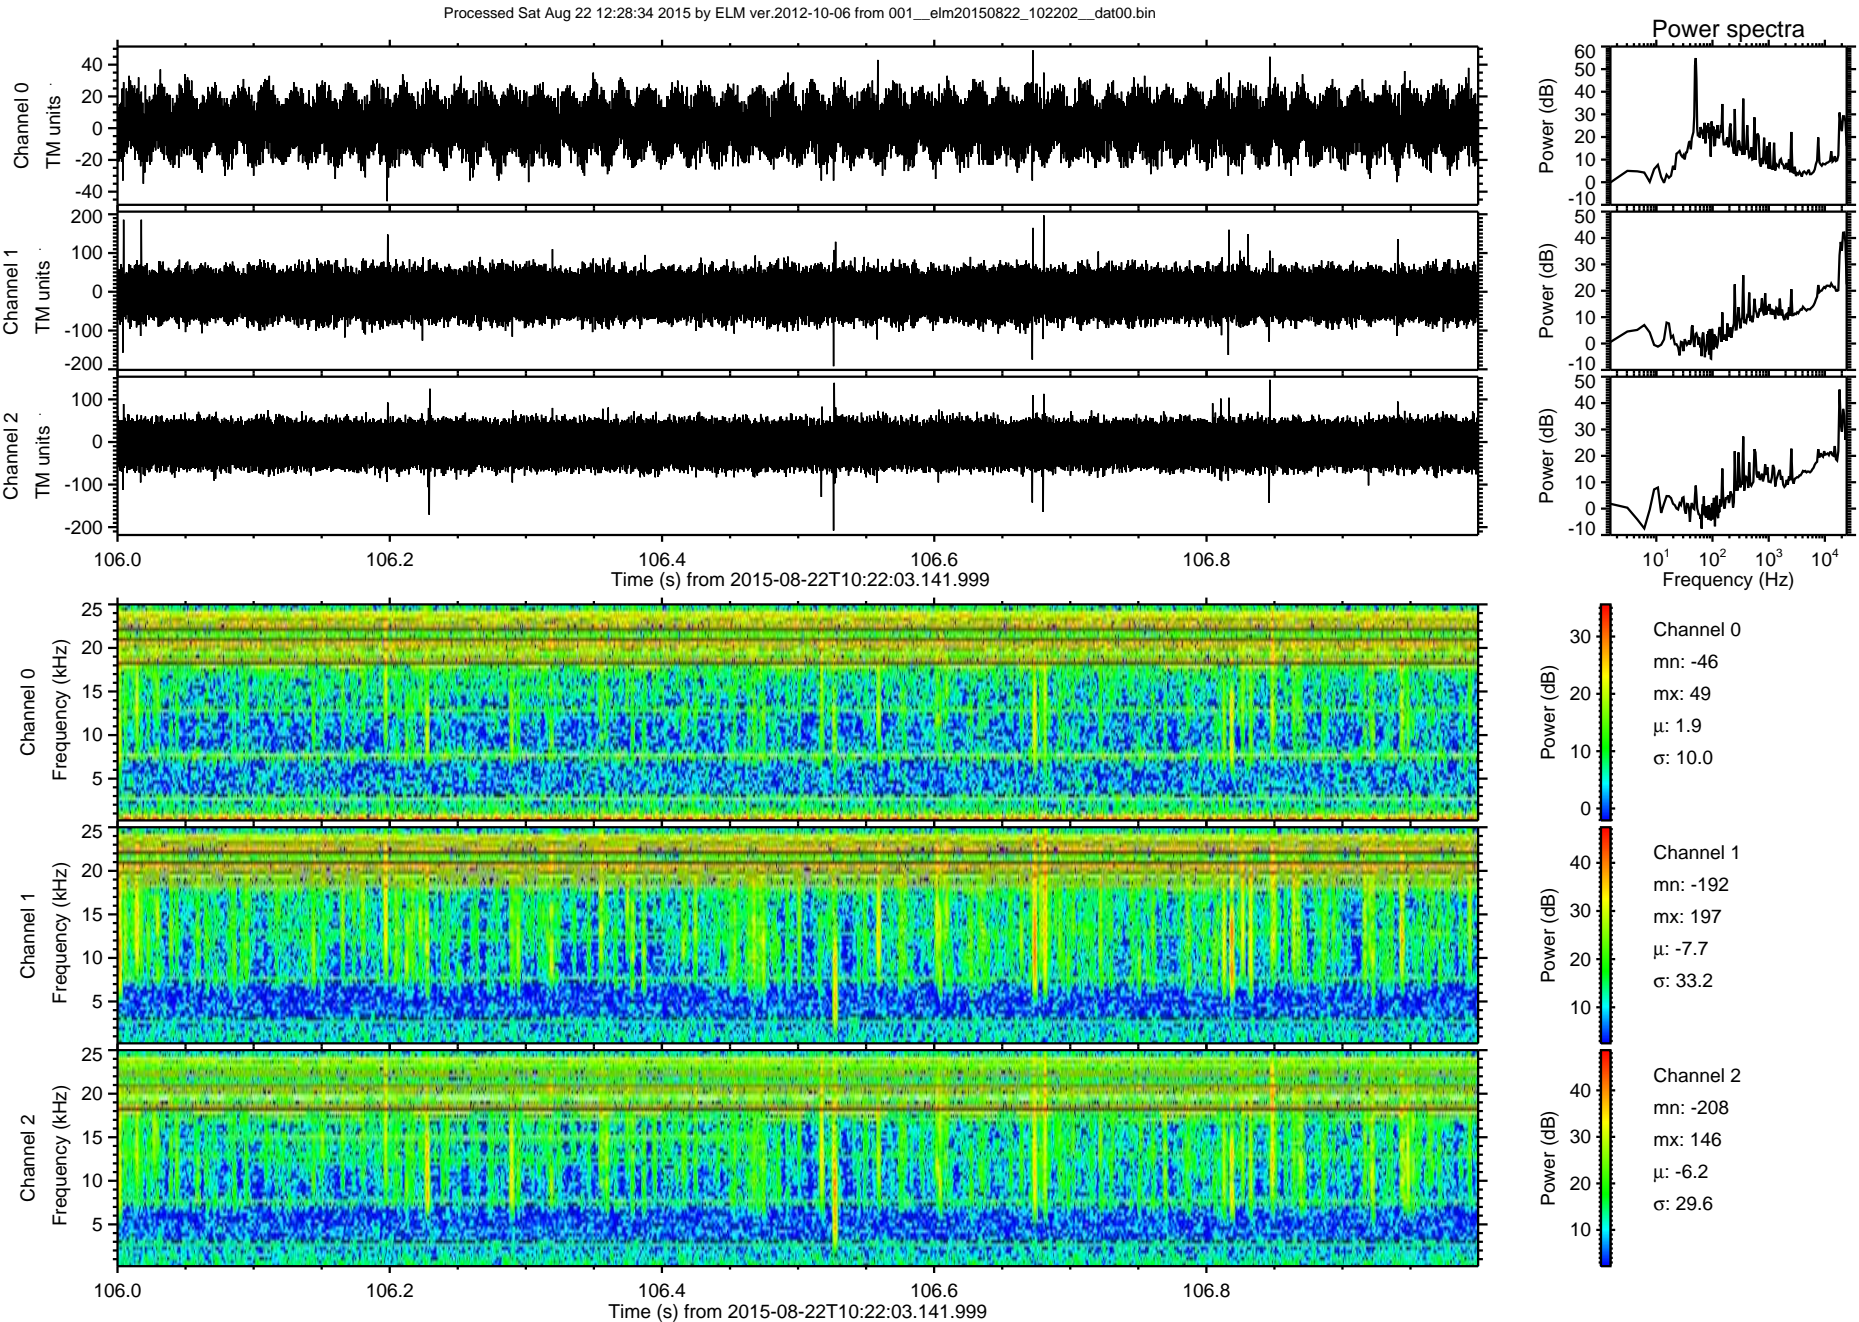 Processed Sat Aug 22 12:28:34 2015 by ELM ver.2012-10-06 from 001__elm20150822_102202__dat00.bin
Power spectra
Channel 0
TM units
40
20
0
-20
-40
Power (dB)
60
50
40
30
20
10
0
-10
Channel 1
TM units
200
100
0
-100
-200
Power (dB)
50
40
30
20
10
0
-10
Channel 2
TM units
100
0
-100
-200
Power (dB)
50
40
30
20
10
0
-10
106.0 106.2 106.4 106.6 106.8
Time (s) from 2015-08-22T10:22:03.141.999
10¹ 10² 10³ 10⁴
Frequency (Hz)
Channel 0
Frequency (kHz)
25
20
15
10
5
Power (dB)
30
20
10
0
Channel 0
mn: -46
mx: 49
μ: 1.9
σ: 10.0
Channel 1
Frequency (kHz)
25
20
15
10
5
Power (dB)
40
30
20
10
Channel 1
mn: -192
mx: 197
μ: -7.7
σ: 33.2
Channel 2
Frequency (kHz)
25
20
15
10
5
Power (dB)
40
30
20
10
Channel 2
mn: -208
mx: 146
μ: -6.2
σ: 29.6
106.0 106.2 106.4 106.6 106.8
Time (s) from 2015-08-22T10:22:03.141.999